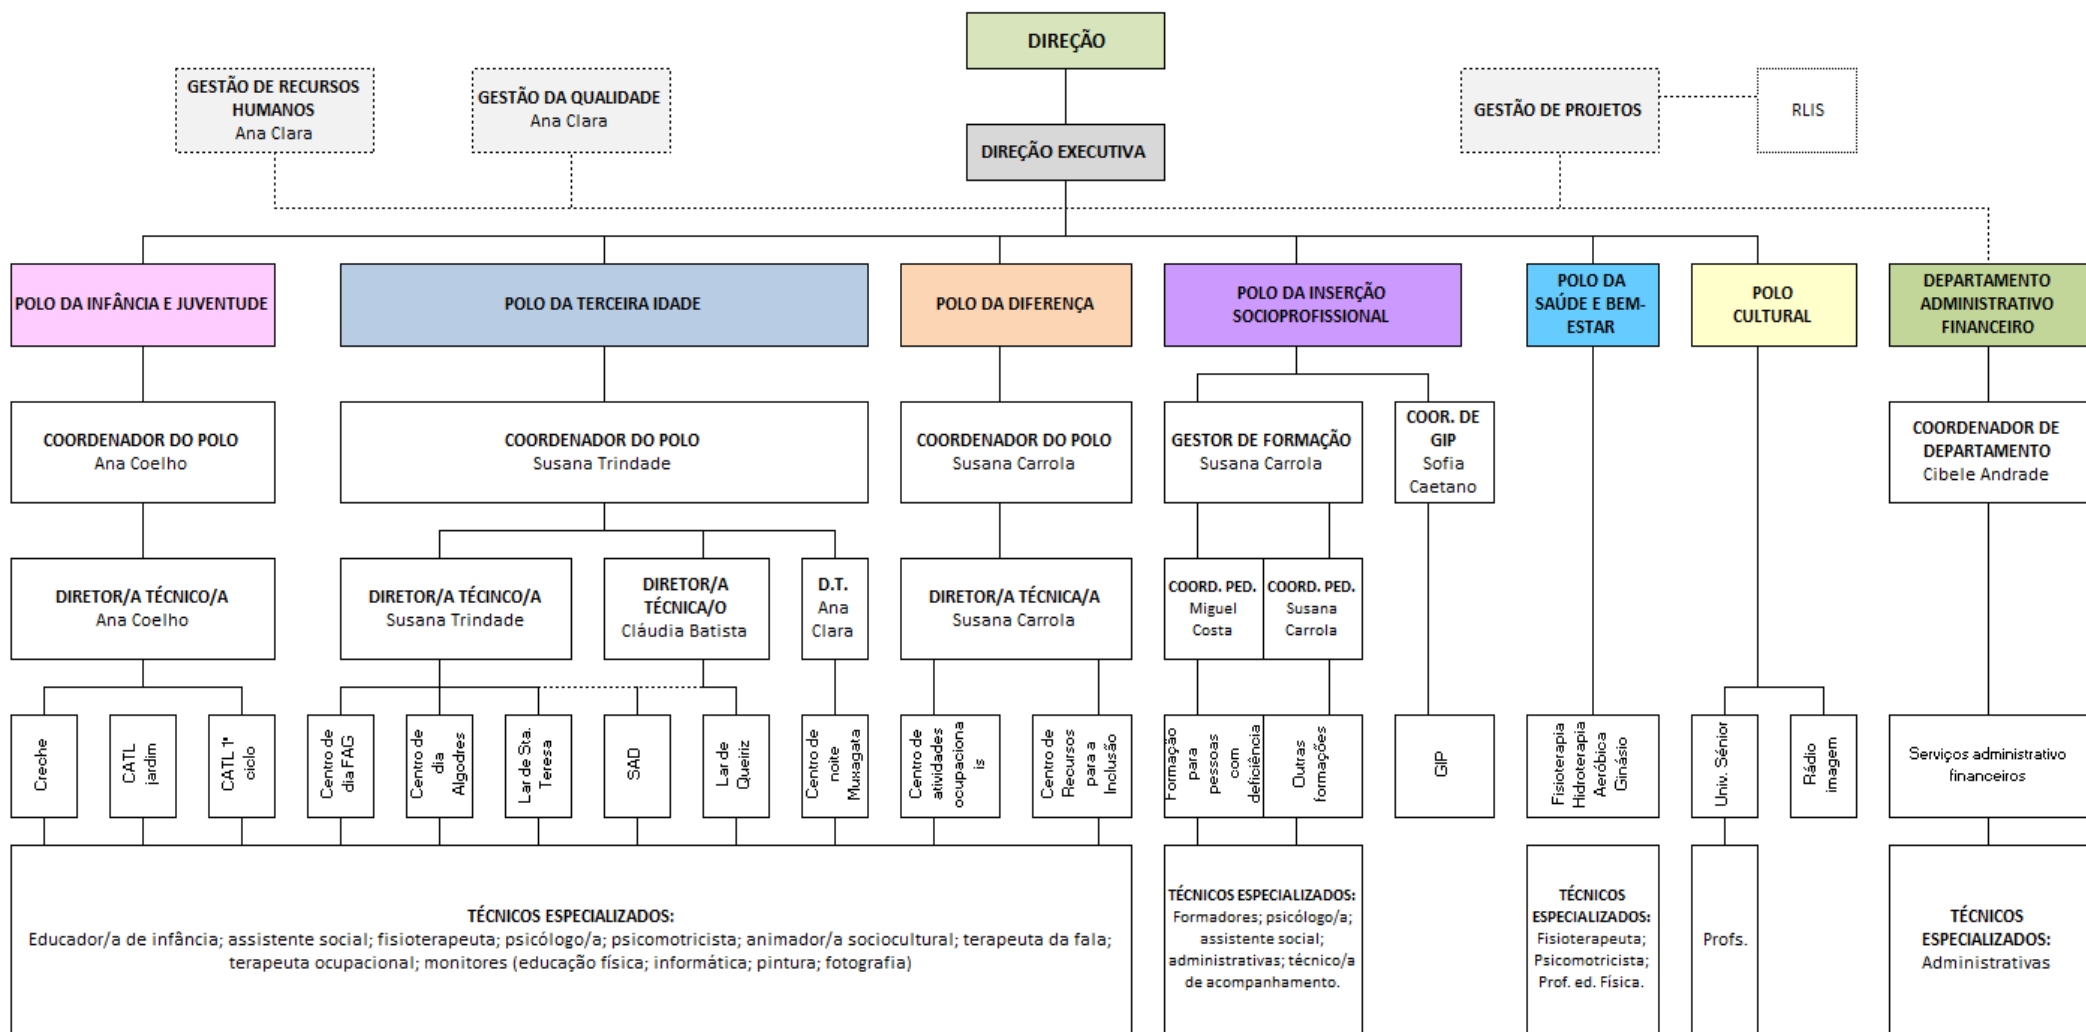 DIREÇÃO
GESTÃO DE RECURSOS
HUMANOS
Ana Clara
GESTÃO DA QUALIDADE
Ana Clara
GESTÃO DE PROJETOS
RLIS
DIREÇÃO EXECUTIVA
POLO DA INFÂNCIA E JUVENTUDE
POLO DA TERCEIRA IDADE
POLO DA DIFERENÇA
POLO DA INSERÇÃO
SOCIOPROFISSIONAL
POLO DA
SAÚDE E BEM-
ESTAR
POLO
CULTURAL
DEPARTAMENTO
ADMINISTRATIVO
FINANCEIRO
COORDENADOR DO POLO
Ana Coelho
COORDENADOR DO POLO
Susana Trindade
COORDENADOR DO POLO
Susana Carrola
GESTOR DE FORMAÇÃO
Susana Carrola
COOR. DE
GIP
Sofia
Caetano
COORDENADOR DE
DEPARTAMENTO
Cibele Andrade
DIRETOR/A TÉCNICO/A
Ana Coelho
DIRETOR/A TÉCINCO/A
Susana Trindade
DIRETOR/A
TÉCNICA/O
Cláudia Batista
D.T.
Ana
Clara
DIRETOR/A TÉCNICA/A
Susana Carrola
COORD. PED.
Miguel
Costa
COORD. PED.
Susana
Carrola
Creche
CATL
jardim
CATL 1º
ciclo
Centro de
dia FAG
Centro de
dia
Algodres
Lar de Sta.
Teresa
SAD
Lar de
Queiriz
Centro de
noite
Muxagata
Centro de
atividades
ocupaciona
is
Centro de
Recursos
para a
Inclusão
Formação
para
pessoas
com
deficiência
Outras
formações
GIP
Fisioterapia
Hidroterapia
Aeróbica
Ginásio
Univ. Sénior
Rádio
imagem
Serviços administrativo
financeiros
TÉCNICOS ESPECIALIZADOS:
Educador/a de infância; assistente social; fisioterapeuta; psicólogo/a; psicomotricista; animador/a sociocultural; terapeuta da fala;
terapeuta ocupacional; monitores (educação física; informática; pintura; fotografia)
TÉCNICOS ESPECIALIZADOS:
Formadores; psicólogo/a;
assistente social;
administrativas; técnico/a
de acompanhamento.
TÉCNICOS
ESPECIALIZADOS:
Fisioterapeuta;
Psicomotricista;
Prof. ed. Física.
Profs.
TÉCNICOS
ESPECIALIZADOS:
Administrativas